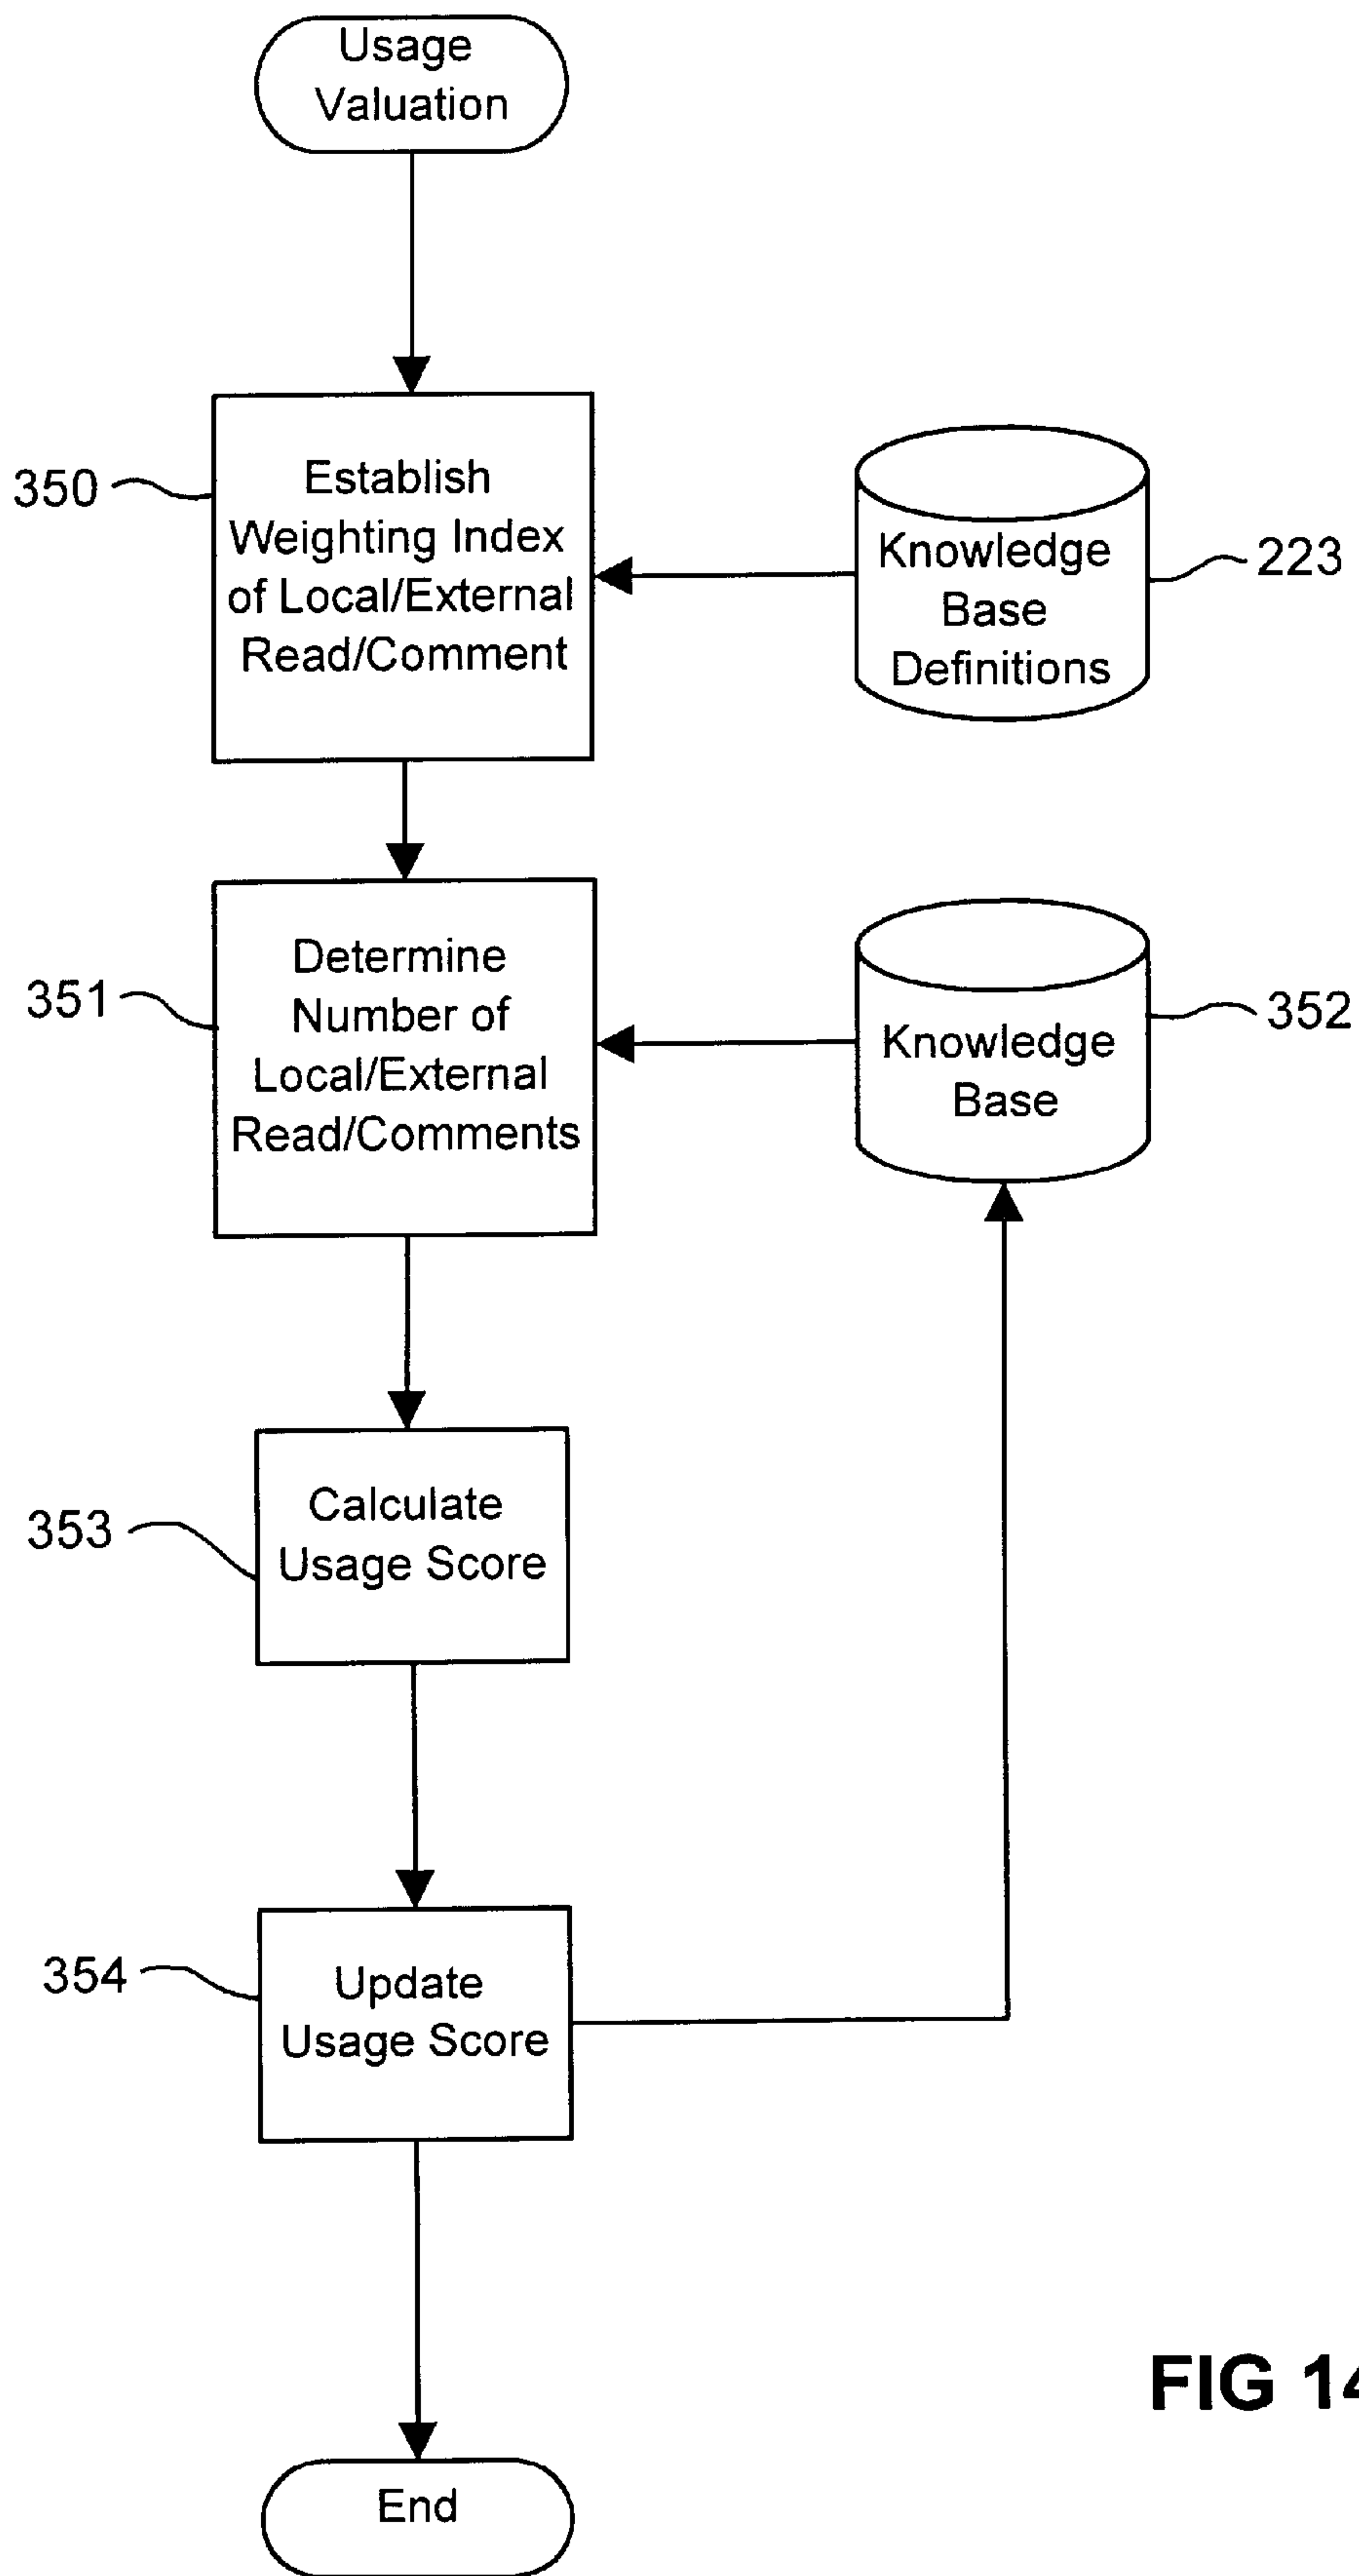 Usage
Valuation
350
Establish
Weighting Index
of Local/External
Read/Comment
Knowledge
Base
Definitions
223
351
Determine
Number of
Local/External
Read/Comments
Knowledge
Base
352
353
Calculate
Usage Score
354
Update
Usage Score
FIG 14
End